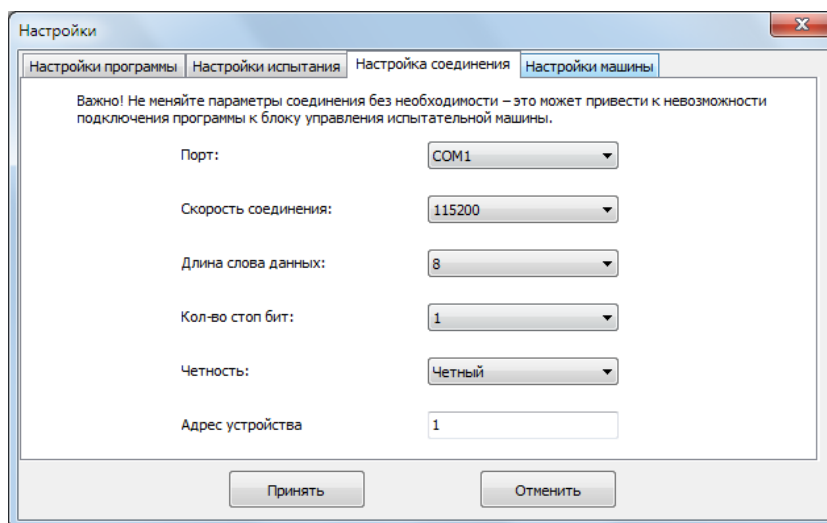 Настройки
Настройки программы Настройки испытания Настройка соединения Настройки машины
Важно! Не меняйте параметры соединения без необходимости – это может привести к невозможности
подключения программы к блоку управления испытательной машины.
Порт: COM1
Скорость соединения: 115200
Длина слова данных: 8
Кол-во стоп бит: 1
Четность: Четный
Адрес устройства 1
Принять Отменить